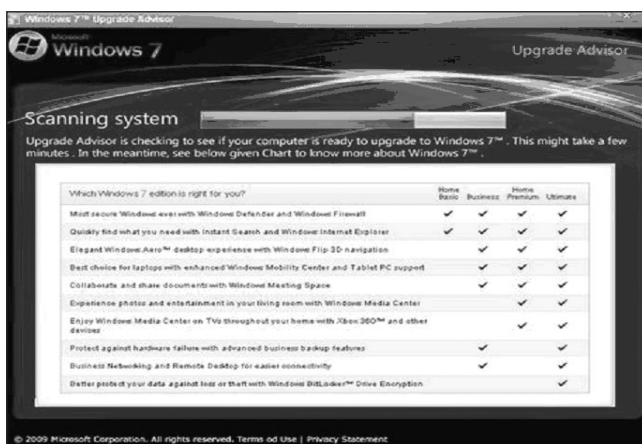 Windows 7™ Upgrade Advisor
Microsoft
Windows 7
Upgrade Advisor
Scanning system
Upgrade Advisor is checking to see if your computer is ready to upgrade to Windows 7™ . This might take a few
minutes . In the meantime, see below given Chart to know more about Windows 7™ .
Which Windows 7 edition is right for you?
Home Basic Business Home Premium Ultimate
Most secure Windows ever with Windows Defender and Windows Firewall
Quickly find what you need with Instant Search and Windows Internet Explorer
Elegant Windows Aero™ desktop experience with Windows Flip 3D navigation
Best choice for laptops with enhanced Windows Mobility Center and Tablet PC support
Collaborate and share documents with Windows Meeting Space
Experience photos and entertainment in your living room with Windows Media Center
Enjoy Windows Media Center on TVs throughout your home with Xbox 360™ and other
devices
Protect against hardware failure with advanced business backup features
Business Networking and Remote Desktop for easier connectivity
Better protect your data against loss or theft with Windows BitLocker™ Drive Encryption
© 2009 Microsoft Corporation. All rights reserved. Terms od Use | Privacy Statement